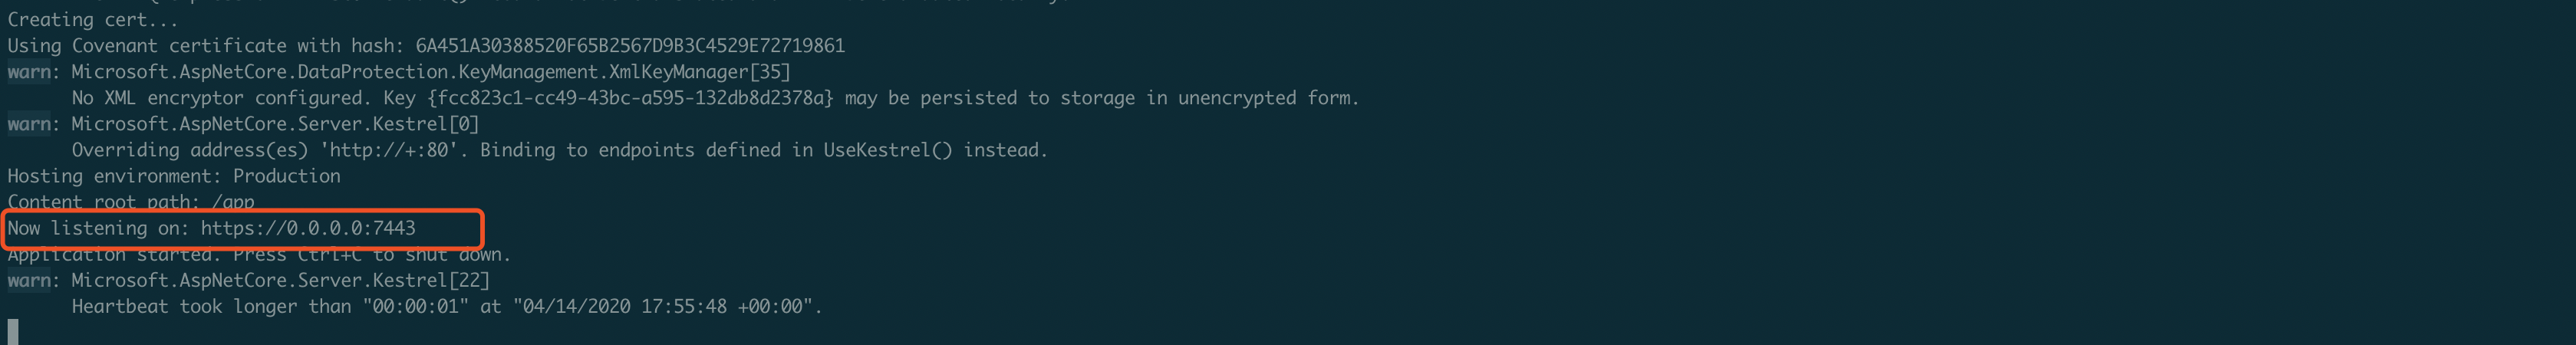 Creating cert...
Using Covenant certificate with hash: 6A451A30388520F65B2567D9B3C4529E72719861
warn: Microsoft.AspNetCore.DataProtection.KeyManagement.XmlKeyManager[35]
No XML encryptor configured. Key {fcc823c1-cc49-43bc-a595-132db8d2378a} may be persisted to storage in unencrypted form.
warn: Microsoft.AspNetCore.Server.Kestrel[0]
Overriding address(es) 'http://+:80'. Binding to endpoints defined in UseKestrel() instead.
Hosting environment: Production
Content root path: /app
Now listening on: https://0.0.0.0:7443
Application started. Press Ctrl+C to shut down.
warn: Microsoft.AspNetCore.Server.Kestrel[22]
Heartbeat took longer than "00:00:01" at "04/14/2020 17:55:48 +00:00".